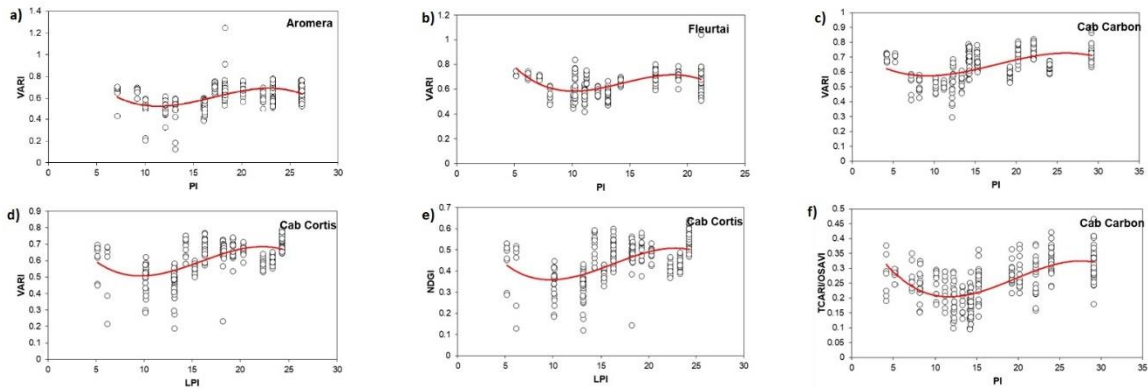 a)
Aromera
VARI
1.4
1.2
1
0.8
0.6
0.4
0.2
0
0 5 10 15 20 25 30
PI
b)
Fleurtai
VARI
1.2
1.0
0.8
0.6
0.4
0.2
0
0 5 10 15 20 25
PI
c)
Cab Carbon
VARI
1
0.9
0.8
0.7
0.6
0.5
0.4
0.3
0.2
0.1
0
0 5 10 15 20 25 30 35
PI
d)
Cab Cortis
VARI
0.9
0.8
0.7
0.6
0.5
0.4
0.3
0.2
0.1
0
0 5 10 15 20 25 30
LPI
e)
Cab Cortis
NDGI
0.7
0.6
0.5
0.4
0.3
0.2
0.1
0
0 5 10 15 20 25 30
LPI
f)
Cab Carbon
TCARI/OSAVI
0.5
0.45
0.4
0.35
0.3
0.25
0.2
0.15
0.1
0.05
0
0 5 10 15 20 25 30 35
PI